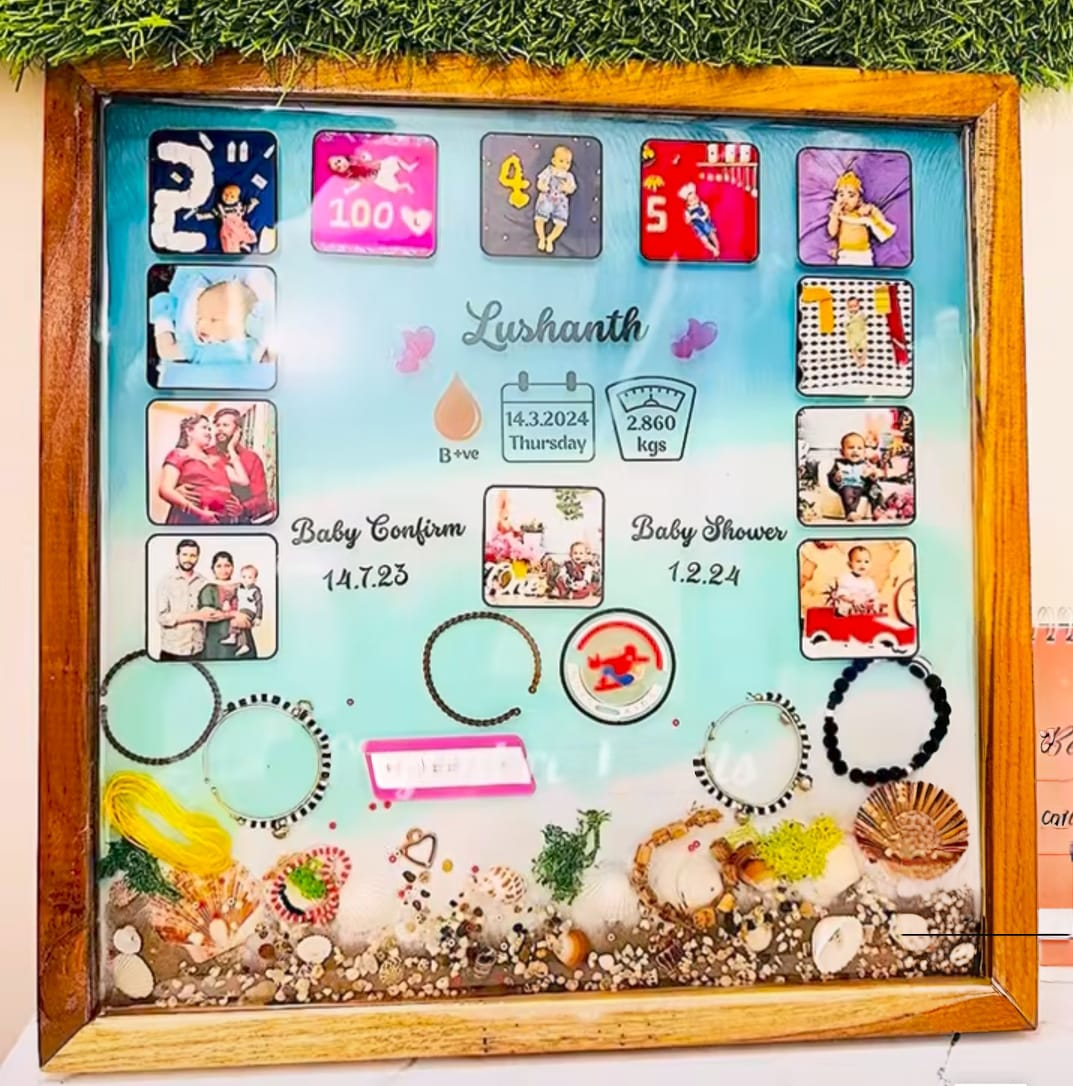 2
100
4
5
Lushanth
B+ve
14.3.2024
Thursday
2.860
kgs
Baby Confirm
14.7.23
Baby Shower
1.2.24